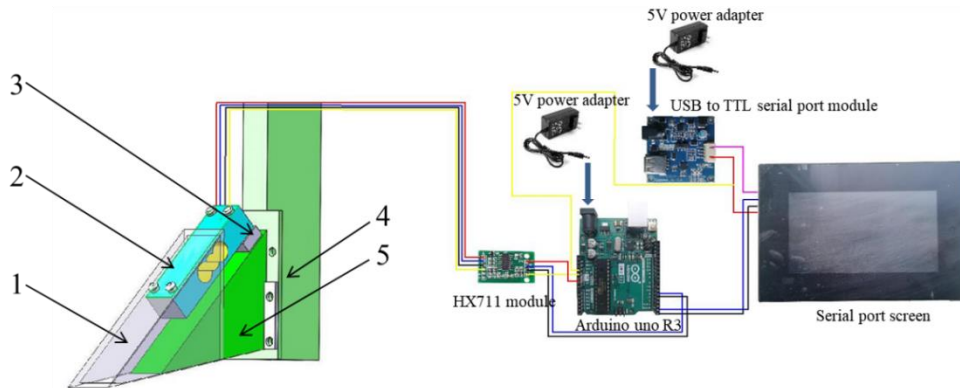 5V power adapter
3
5V power adapter
USB to TTL serial port module
2
4
5
1
HX711 module
Arduino uno R3
Serial port screen